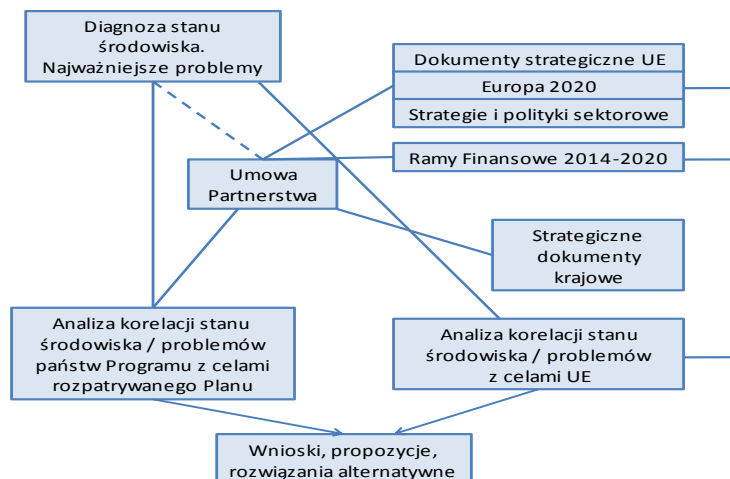 Diagnoza stanu
środowiska.
Najważniejsze problemy
Dokumenty strategiczne UE
Europa 2020
Strategie i polityki sektorowe
Ramy Finansowe 2014-2020
Umowa
Partnerstwa
Strategiczne
dokumenty
krajowe
Analiza korelacji stanu
środowiska / problemów
państw Programu z celami
rozpatrywanego Planu
Analiza korelacji stanu
środowiska / problemów
z celami UE
Wnioski, propozycje,
rozwiązania alternatywne